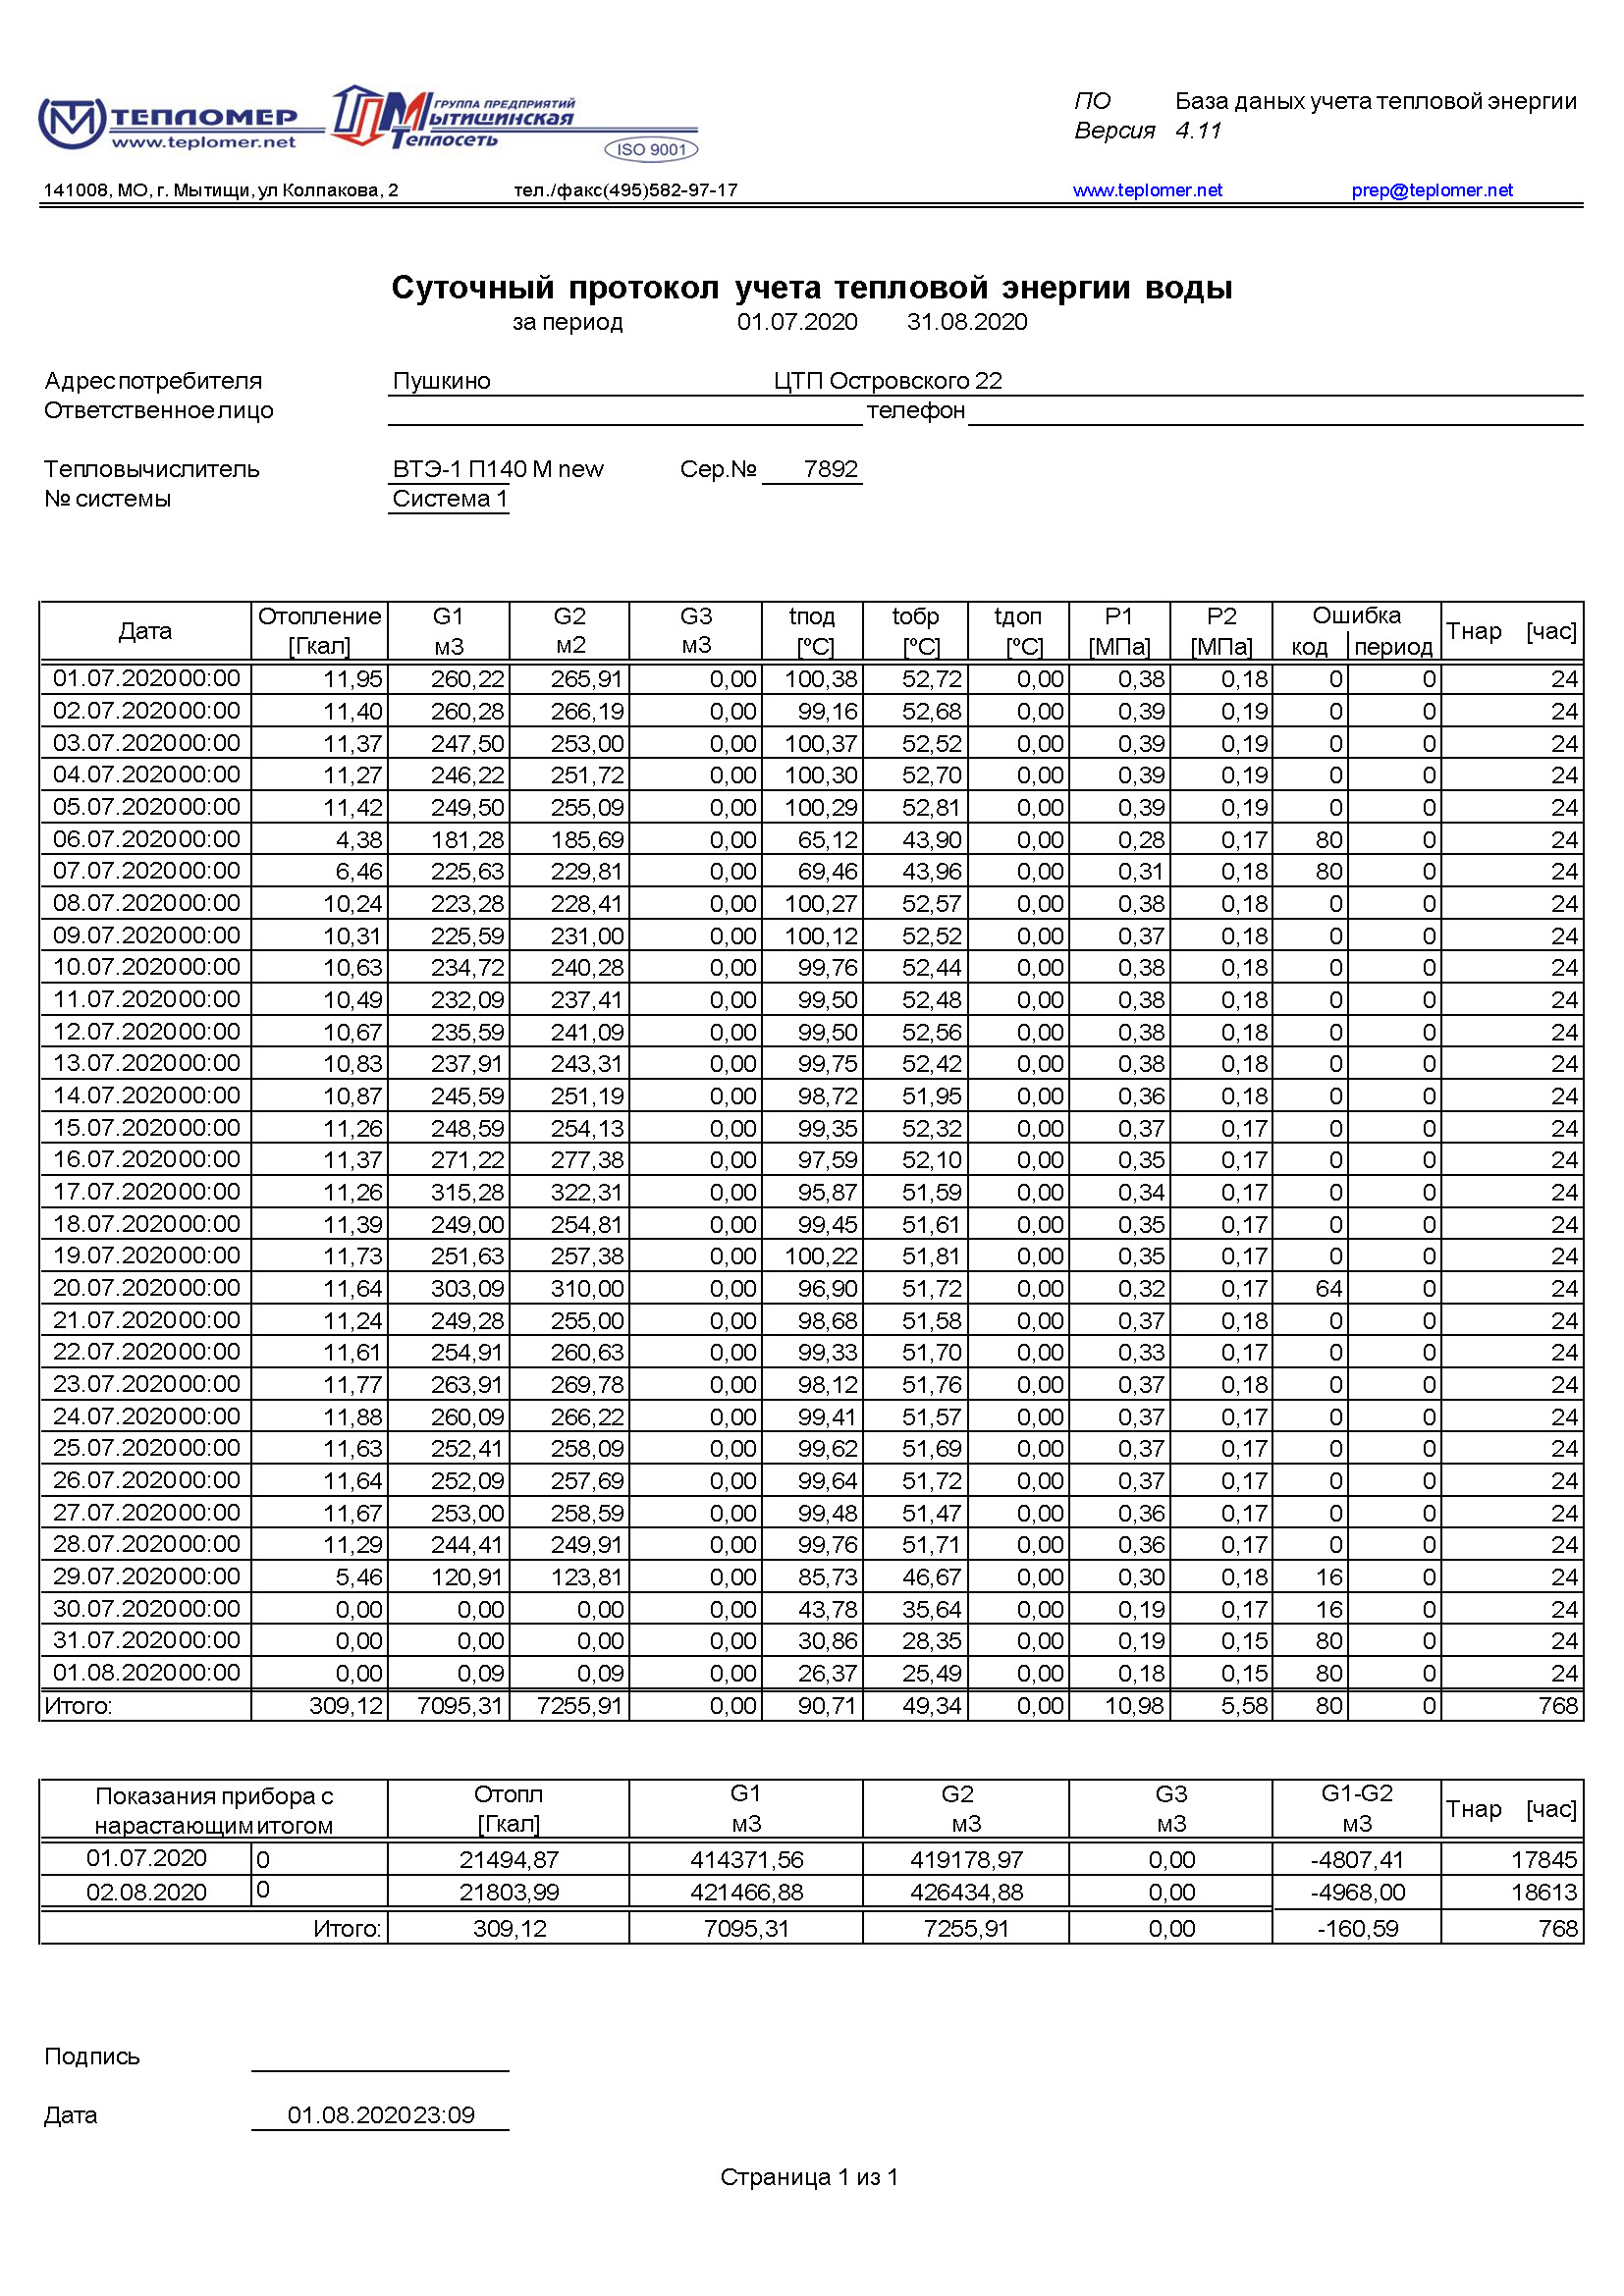 ТЕПЛОМЕР
www.teplomer.net
ГРУППА ПРЕДПРИЯТИЙ
МЫТИЩИНСКАЯ
ТЕПЛОСЕТЬ
ISO 9001
ПО База даных учета тепловой энергии
Версия 4.11
141008, МО, г. Мытищи, ул Колпакова, 2 тел./факс(495)582-97-17 www.teplomer.net prep@teplomer.net
Суточный протокол учета тепловой энергии воды
за период 01.07.2020 31.08.2020
Адрес потребителя Пушкино ЦТП Островского 22
Ответственное лицо телефон
Тепловычислитель ВТЭ-1 П140 М new Сер.№ 7892
№ системы Система 1
Дата Отопление G1 G2 G3 tпод tобр tдоп P1 P2 Ошибка Тнар [час]
[Гкал] м3 м2 м3 [ºC] [ºC] [ºC] [МПа] [МПа] код период
01.07.2020 00:00 11,95 260,22 265,91 0,00 100,38 52,72 0,00 0,38 0,18 0 0 24
02.07.2020 00:00 11,40 260,28 266,19 0,00 99,16 52,68 0,00 0,39 0,19 0 0 24
03.07.2020 00:00 11,37 247,50 253,00 0,00 100,37 52,52 0,00 0,39 0,19 0 0 24
04.07.2020 00:00 11,27 246,22 251,72 0,00 100,30 52,70 0,00 0,39 0,19 0 0 24
05.07.2020 00:00 11,42 249,50 255,09 0,00 100,29 52,81 0,00 0,39 0,19 0 0 24
06.07.2020 00:00 4,38 181,28 185,69 0,00 65,12 43,90 0,00 0,28 0,17 80 0 24
07.07.2020 00:00 6,46 225,63 229,81 0,00 69,46 43,96 0,00 0,31 0,18 80 0 24
08.07.2020 00:00 10,24 223,28 228,41 0,00 100,27 52,57 0,00 0,38 0,18 0 0 24
09.07.2020 00:00 10,31 225,59 231,00 0,00 100,12 52,52 0,00 0,37 0,18 0 0 24
10.07.2020 00:00 10,63 234,72 240,28 0,00 99,76 52,44 0,00 0,38 0,18 0 0 24
11.07.2020 00:00 10,49 232,09 237,41 0,00 99,50 52,48 0,00 0,38 0,18 0 0 24
12.07.2020 00:00 10,67 235,59 241,09 0,00 99,50 52,56 0,00 0,38 0,18 0 0 24
13.07.2020 00:00 10,83 237,91 243,31 0,00 99,75 52,42 0,00 0,38 0,18 0 0 24
14.07.2020 00:00 10,87 245,59 251,19 0,00 98,72 51,95 0,00 0,36 0,18 0 0 24
15.07.2020 00:00 11,26 248,59 254,13 0,00 99,35 52,32 0,00 0,37 0,17 0 0 24
16.07.2020 00:00 11,37 271,22 277,38 0,00 97,59 52,10 0,00 0,35 0,17 0 0 24
17.07.2020 00:00 11,26 315,28 322,31 0,00 95,87 51,59 0,00 0,34 0,17 0 0 24
18.07.2020 00:00 11,39 249,00 254,81 0,00 99,45 51,61 0,00 0,35 0,17 0 0 24
19.07.2020 00:00 11,73 251,63 257,38 0,00 100,22 51,81 0,00 0,35 0,17 0 0 24
20.07.2020 00:00 11,64 303,09 310,00 0,00 96,90 51,72 0,00 0,32 0,17 64 0 24
21.07.2020 00:00 11,24 249,28 255,00 0,00 98,68 51,58 0,00 0,37 0,18 0 0 24
22.07.2020 00:00 11,61 254,91 260,63 0,00 99,33 51,70 0,00 0,33 0,17 0 0 24
23.07.2020 00:00 11,77 263,91 269,78 0,00 98,12 51,76 0,00 0,37 0,18 0 0 24
24.07.2020 00:00 11,88 260,09 266,22 0,00 99,41 51,57 0,00 0,37 0,17 0 0 24
25.07.2020 00:00 11,63 252,41 258,09 0,00 99,62 51,69 0,00 0,37 0,17 0 0 24
26.07.2020 00:00 11,64 252,09 257,69 0,00 99,64 51,72 0,00 0,37 0,17 0 0 24
27.07.2020 00:00 11,67 253,00 258,59 0,00 99,48 51,47 0,00 0,36 0,17 0 0 24
28.07.2020 00:00 11,29 244,41 249,91 0,00 99,76 51,71 0,00 0,36 0,17 0 0 24
29.07.2020 00:00 5,46 120,91 123,81 0,00 85,73 46,67 0,00 0,30 0,18 16 0 24
30.07.2020 00:00 0,00 0,00 0,00 0,00 43,78 35,64 0,00 0,19 0,17 16 0 24
31.07.2020 00:00 0,00 0,00 0,00 0,00 30,86 28,35 0,00 0,19 0,15 80 0 24
01.08.2020 00:00 0,00 0,09 0,09 0,00 26,37 25,49 0,00 0,18 0,15 80 0 24
Итого: 309,12 7095,31 7255,91 0,00 90,71 49,34 0,00 10,98 5,58 80 0 768
Показания прибора с Отопл G1 G2 G3 G1-G2 Тнар [час]
нарастающим итогом [Гкал] м3 м3 м3 м3
01.07.2020 0 21494,87 414371,56 419178,97 0,00 -4807,41 17845
02.08.2020 0 21803,99 421466,88 426434,88 0,00 -4968,00 18613
Итого: 309,12 7095,31 7255,91 0,00 -160,59 768
Подпись
Дата 01.08.2020 23:09
Страница 1 из 1